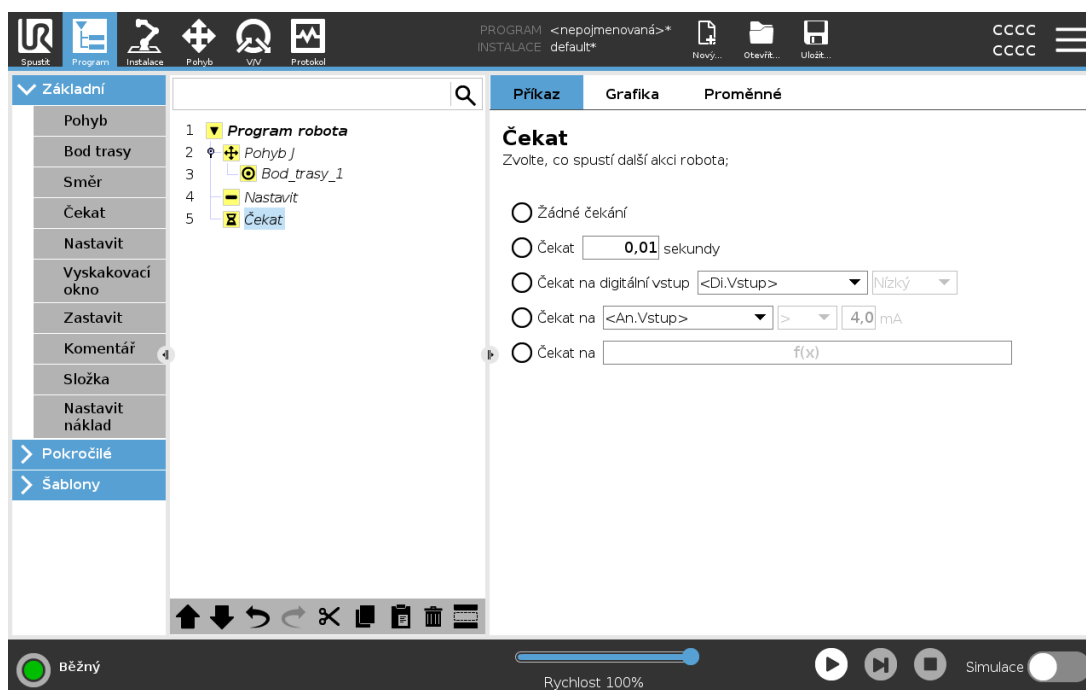 PROGRAM <nepojmenovaná>*
INSTALACE default*
Spustit
Program
Instalace
Pohyb
V/V
Protokol
Nový...
Otevřít...
Uložit...
CCCC
CCCC
Základní
Pohyb
Bod trasy
Směr
Čekat
Nastavit
Vyskakovací
okno
Zastavit
Komentář
Složka
Nastavit
náklad
Pokročilé
Šablony
1 Program robota
2 Pohyb J
3 Bod_trasy_1
4 Nastavit
5 Čekat
Příkaz Grafika Proměnné
Čekat
Zvolte, co spustí další akci robota;
Žádné čekání
Čekat 0,01 sekundy
Čekat na digitální vstup <Di.Vstup> Nízký
Čekat na <An.Vstup> > 4,0 mA
Čekat na f(x)
Běžný
Rychlost 100%
Simulace